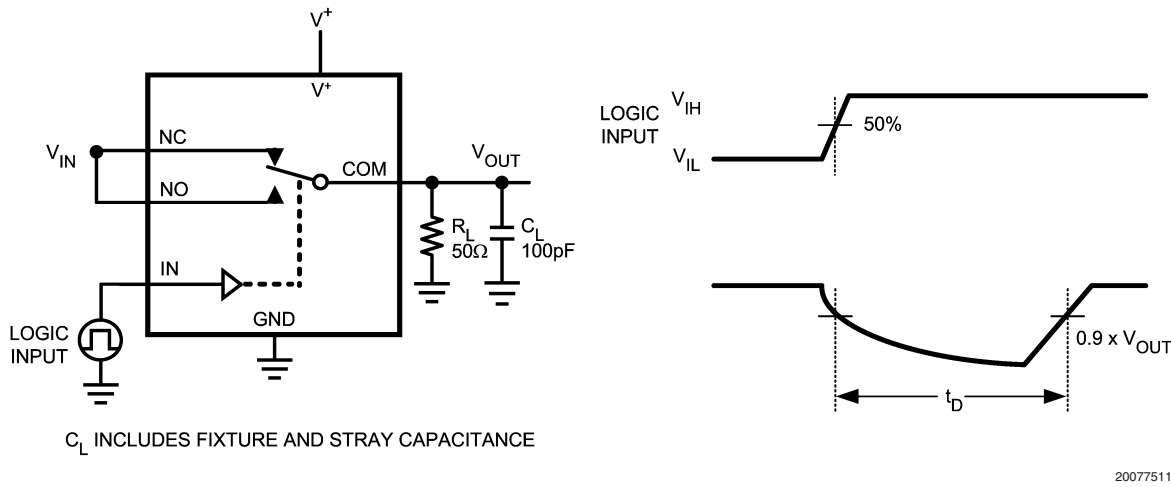 V+
V+
NC
VIN
NO
COM
VOUT
RL
50Ω
CL
100pF
IN
GND
LOGIC
INPUT
CL INCLUDES FIXTURE AND STRAY CAPACITANCE
LOGIC
INPUT
VIH
50%
VIL
0.9 x VOUT
tD
20077511